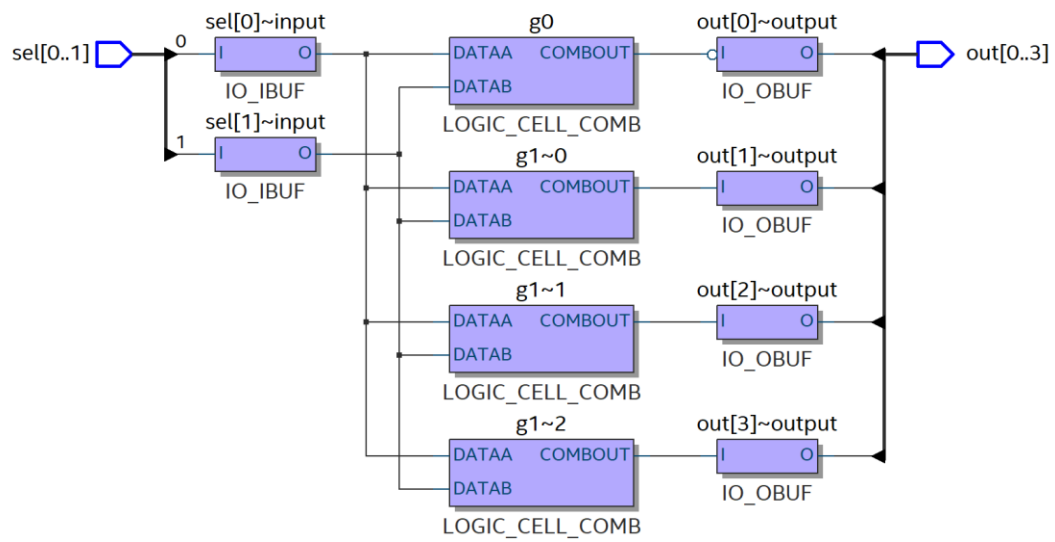 sel[0]~input
g0
out[0]~output
sel[0..1]
0
I
O
DATAA
COMBOUT
I
O
out[0..3]
IO_IBUF
DATAB
IO_OBUF
sel[1]~input
LOGIC_CELL_COMB
1
I
O
g1~0
out[1]~output
IO_IBUF
DATAA
COMBOUT
I
O
DATAB
IO_OBUF
LOGIC_CELL_COMB
g1~1
out[2]~output
DATAA
COMBOUT
I
O
DATAB
IO_OBUF
LOGIC_CELL_COMB
g1~2
out[3]~output
DATAA
COMBOUT
I
O
DATAB
IO_OBUF
LOGIC_CELL_COMB